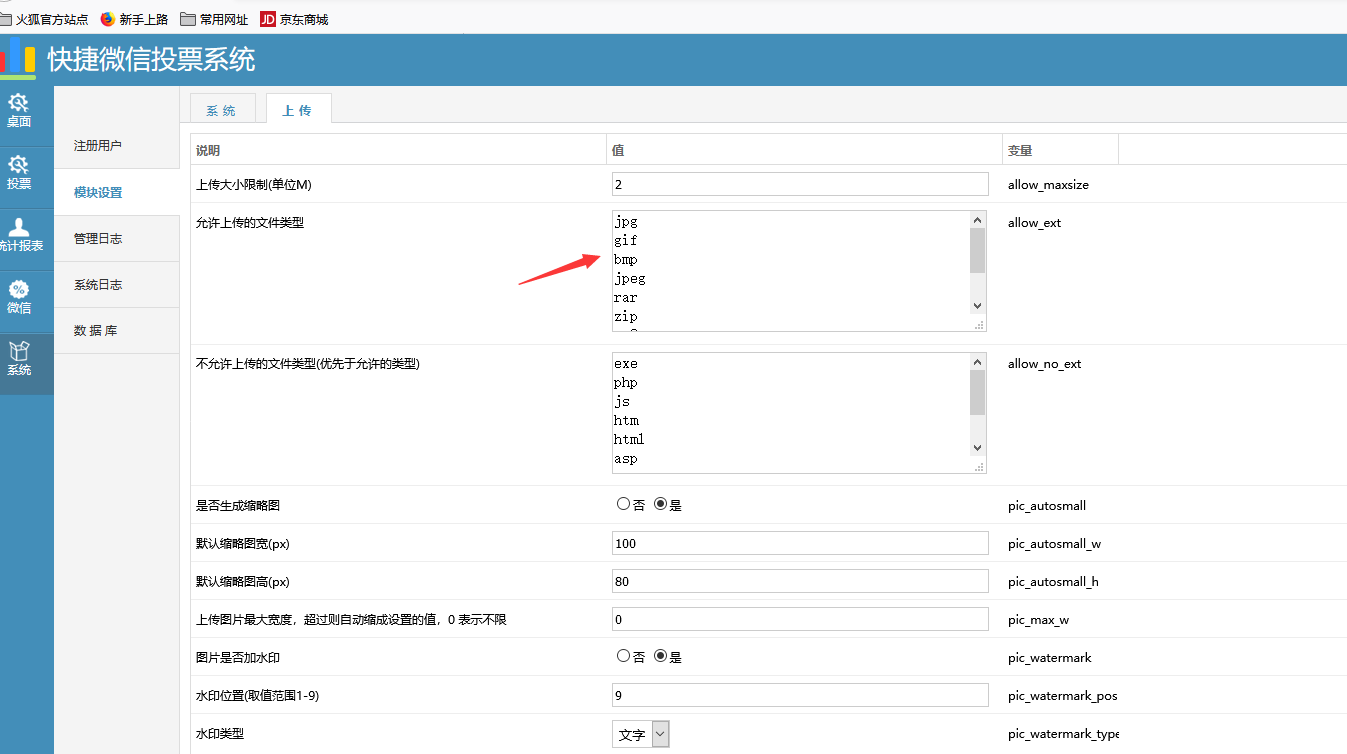 火狐官方站点 新手上路 常用网址 JD 京东商城
快捷微信投票系统
桌面
投票
统计报表
微信
系统
注册用户
模块设置
管理日志
系统日志
数 据 库
系 统 上 传
说明 值 变量
上传大小限制(单位M) 2 allow_maxsize
允许上传的文件类型 jpg allow_ext
gif
bmp
jpeg
rar
zip
不允许上传的文件类型(优先于允许的类型) exe allow_no_ext
php
js
htm
html
asp
是否生成缩略图 否 是 pic_autosmall
默认缩略图宽(px) 100 pic_autosmall_w
默认缩略图高(px) 80 pic_autosmall_h
上传图片最大宽度，超过则自动缩成设置的值，0 表示不限 0 pic_max_w
图片是否加水印 否 是 pic_watermark
水印位置(取值范围1-9) 9 pic_watermark_pos
水印类型 文字 pic_watermark_type